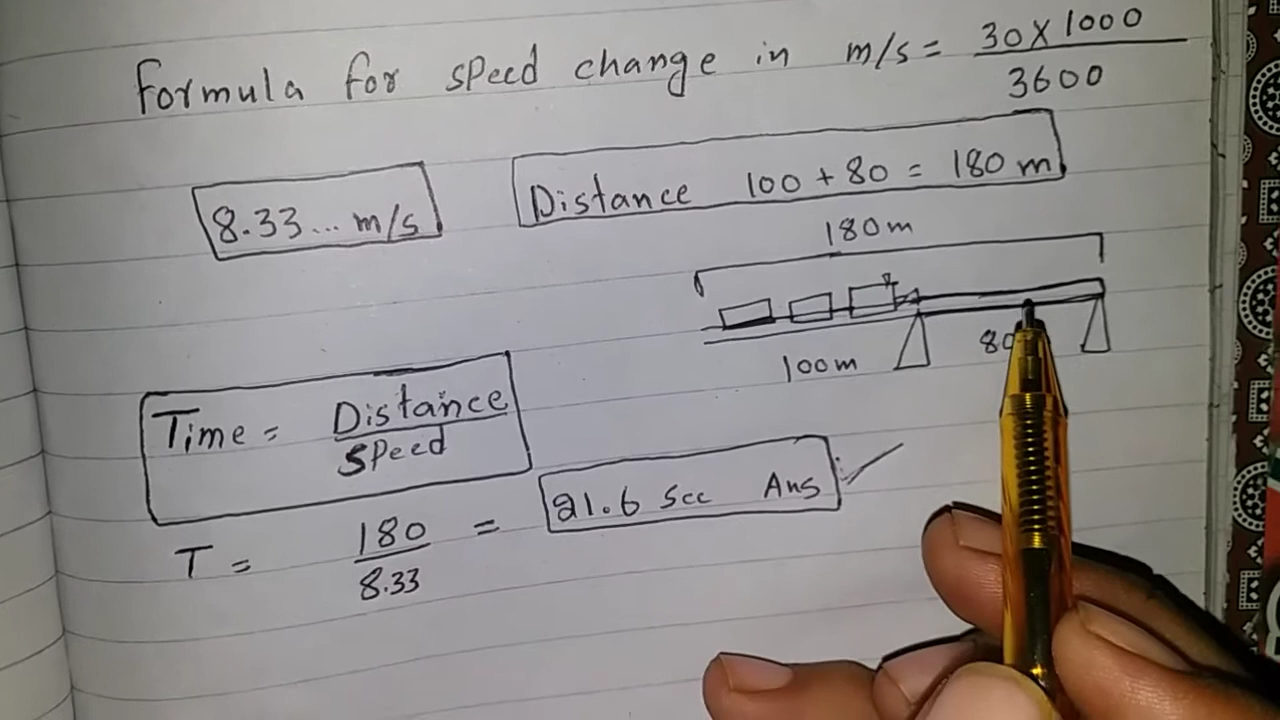 Formula for speed change in m/s = 30 X 1000 / 3600
8.33... m/s
Distance 100 + 80 = 180 m
180m
100m
80
Time = Distance / Speed
T = 180 / 8.33 = 21.6 Sec Ans